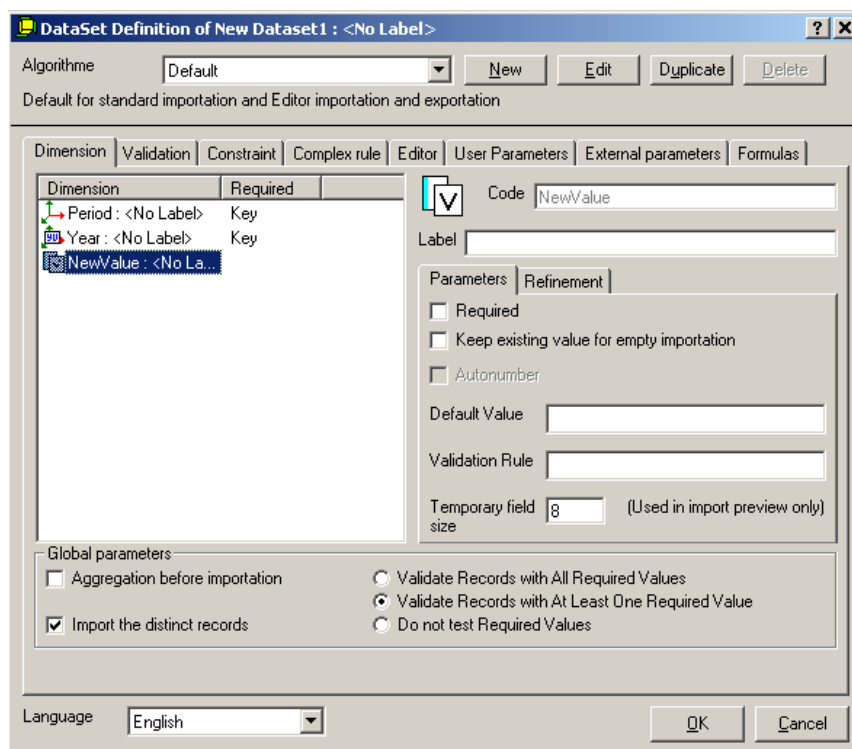 DataSet Definition of New Dataset1 : <No Label>
Algorithme Default New Edit Duplicate Delete
Default for standard importation and Editor importation and exportation
Dimension Validation Constraint Complex rule Editor User Parameters External parameters Formulas
Dimension Required
Period : <No Label> Key
Year : <No Label> Key
NewValue : <No La...
Code NewValue
Label
Parameters Refinement
Required
Keep existing value for empty importation
Autonumber
Default Value
Validation Rule
Temporary field size 8 (Used in import preview only)
Global parameters
Aggregation before importation
Import the distinct records
Validate Records with All Required Values
Validate Records with At Least One Required Value
Do not test Required Values
Language English
OK Cancel